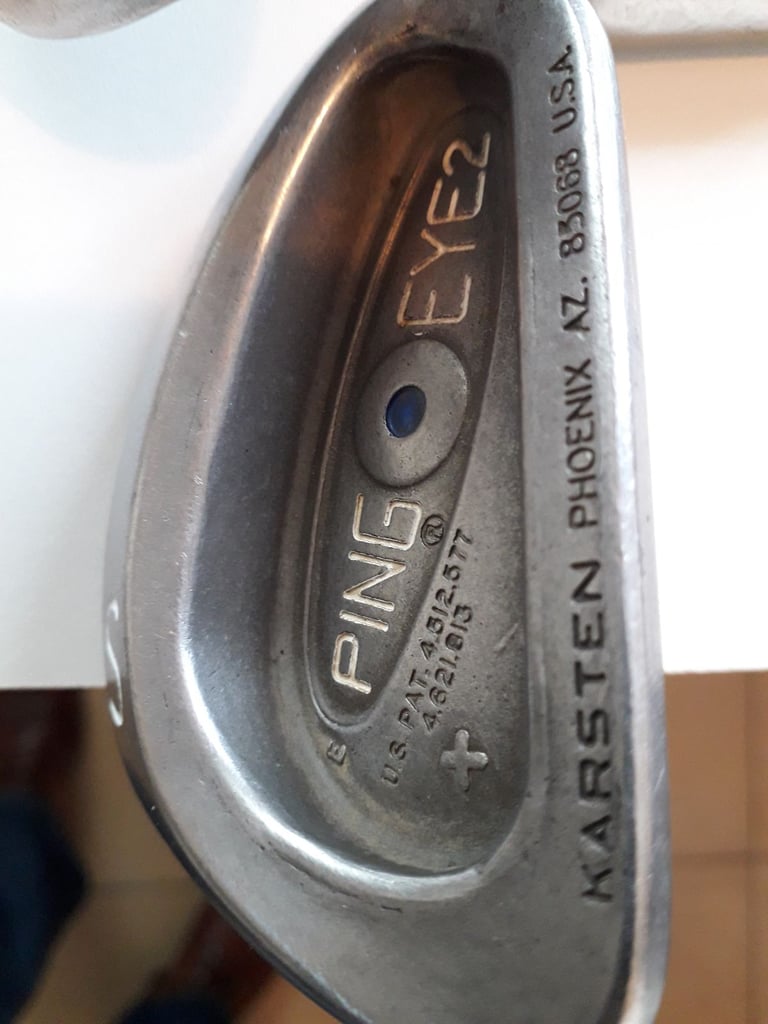 PING EYE2
®
E
U.S. PAT. 4.512.577
4.621.813
+
KARSTEN PHOENIX AZ. 85068 U.S.A.
S